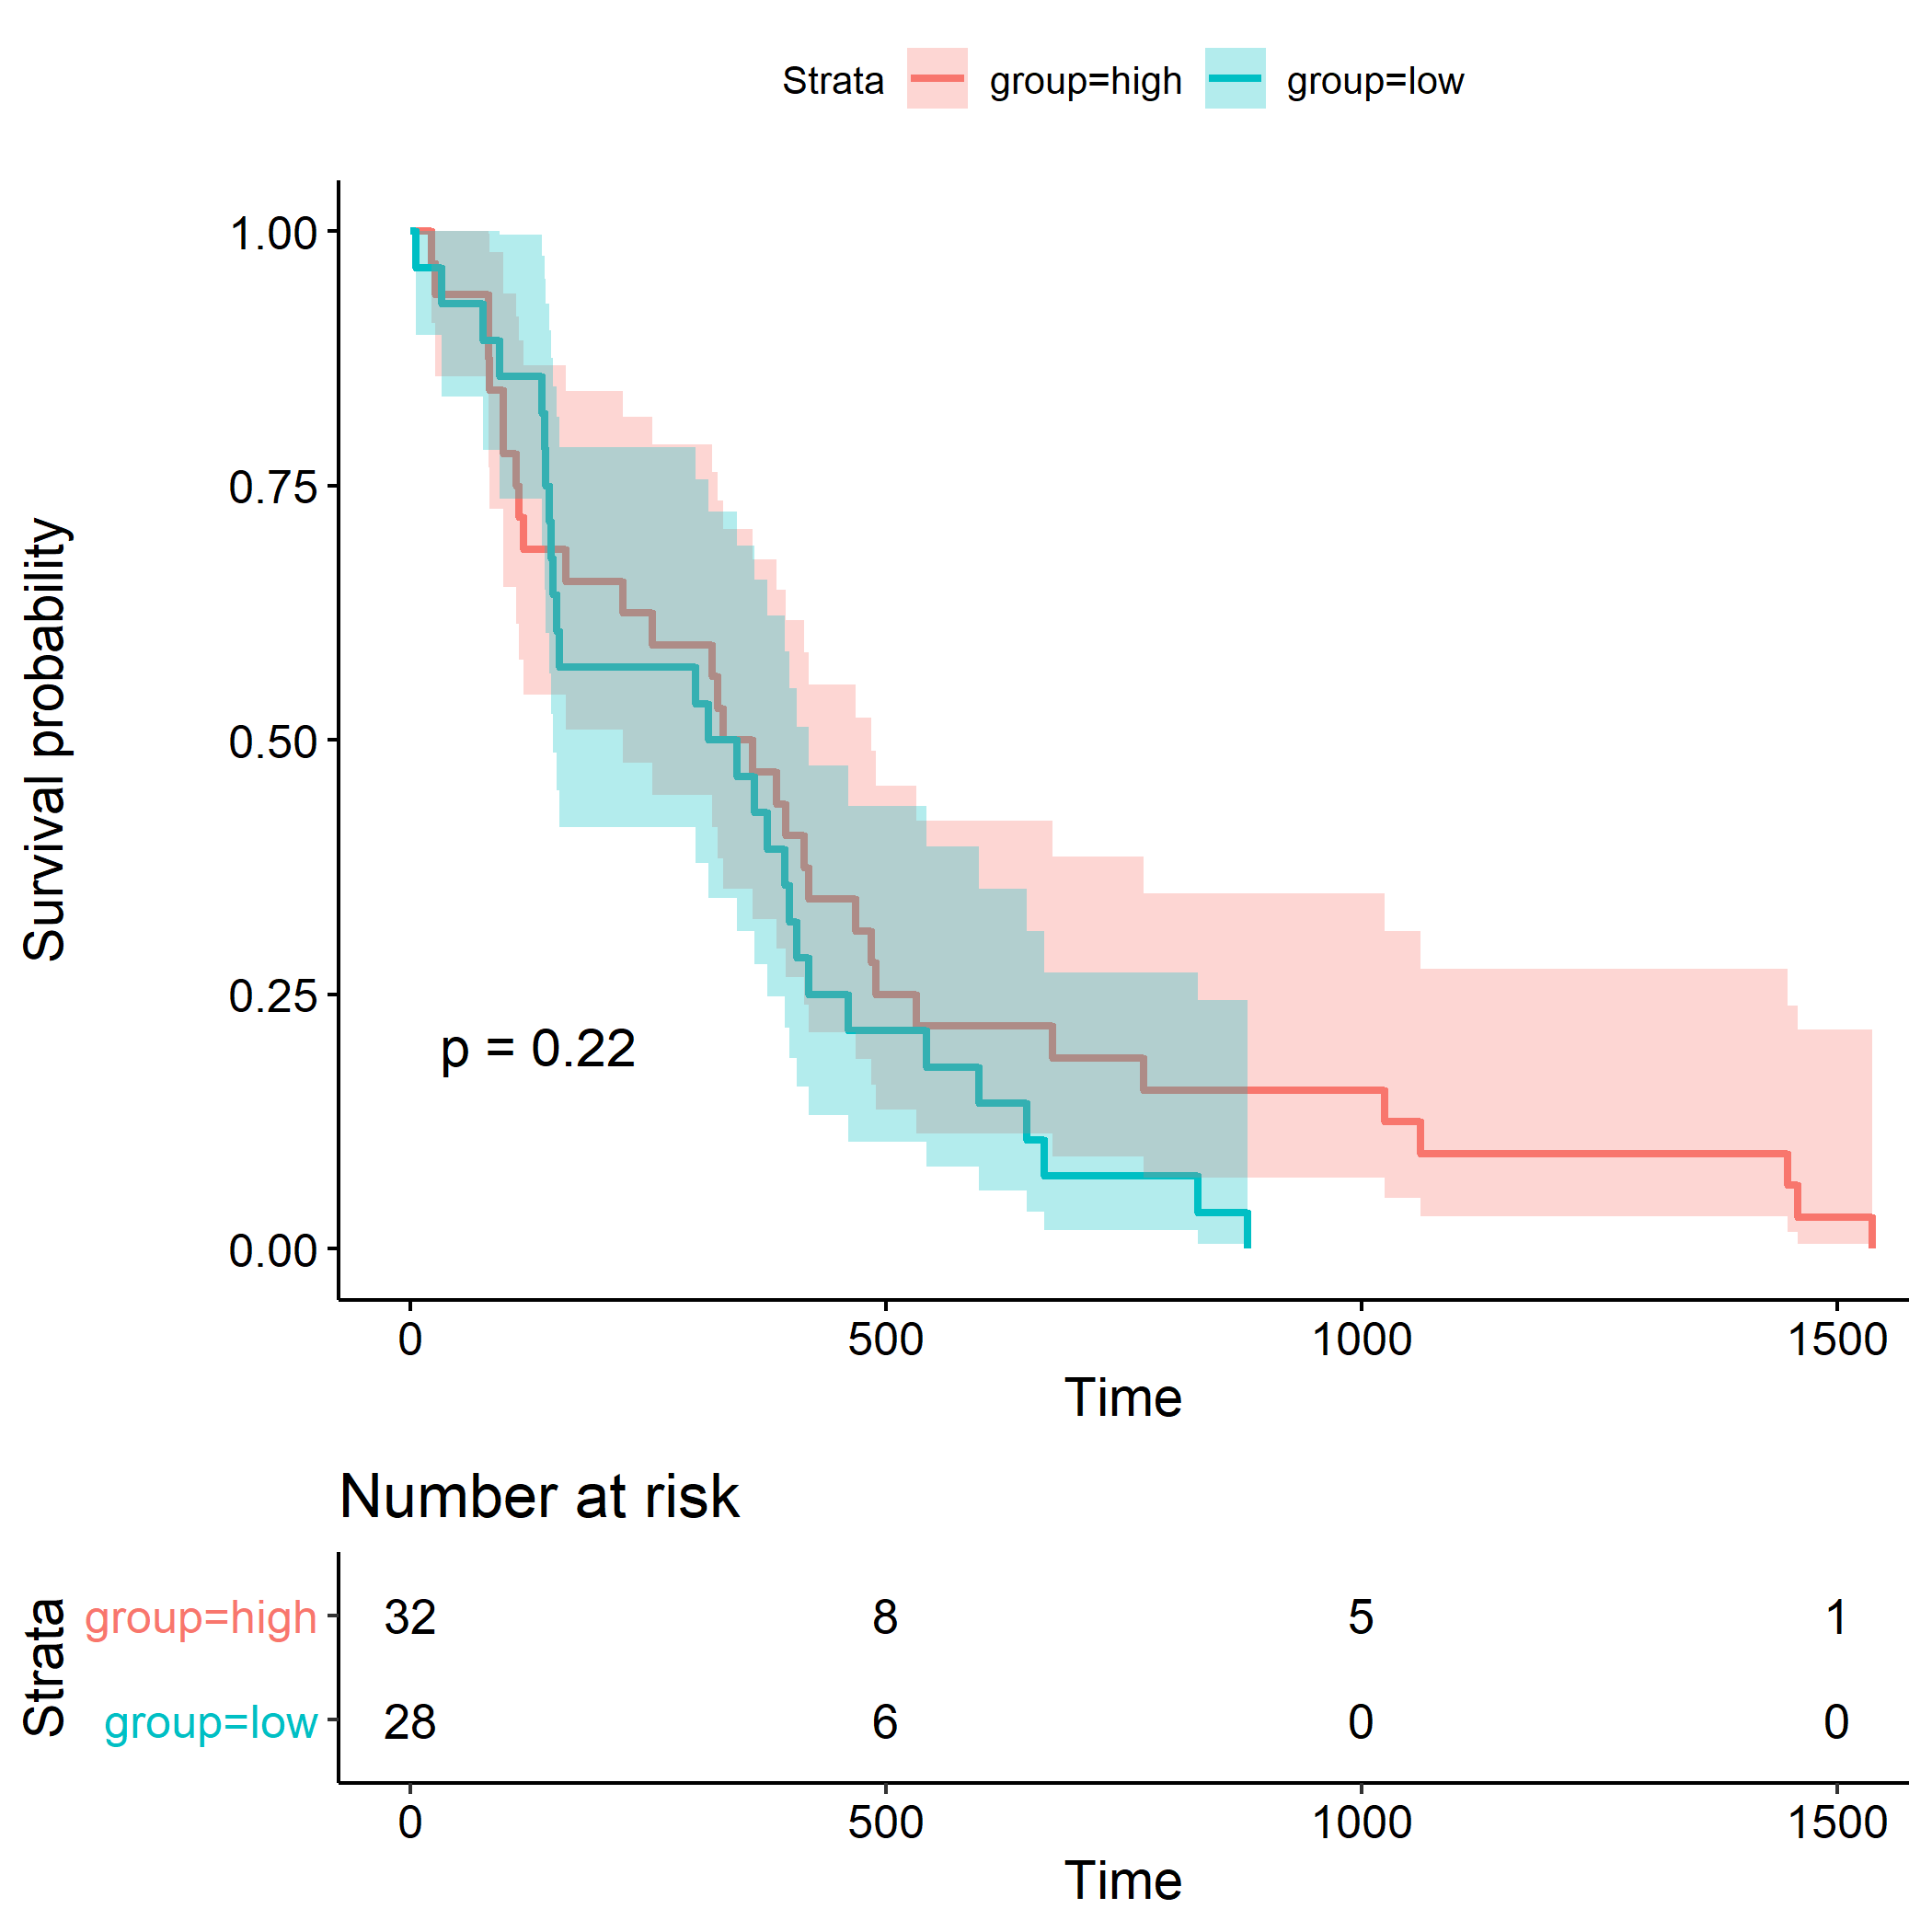 Strata group=high group=low
1.00
0.75
0.50
0.25
0.00
Survival probability
p = 0.22
0 500 1000 1500
Time
Number at risk
Strata
group=high 32 8 5 1
group=low 28 6 0 0
0 500 1000 1500
Time